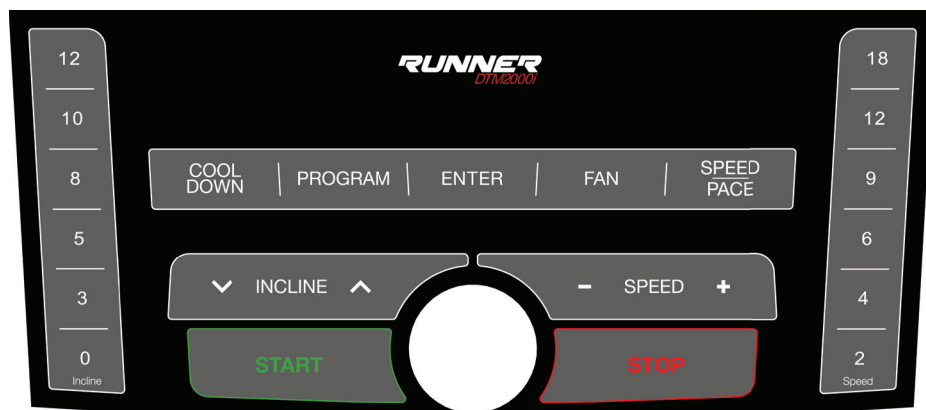 RUNNER
DTM2000i
12
10
8
5
3
0
Incline
COOL DOWN
PROGRAM
ENTER
FAN
SPEED
PACE
INCLINE
- SPEED +
START
STOP
18
12
9
6
4
2
Speed